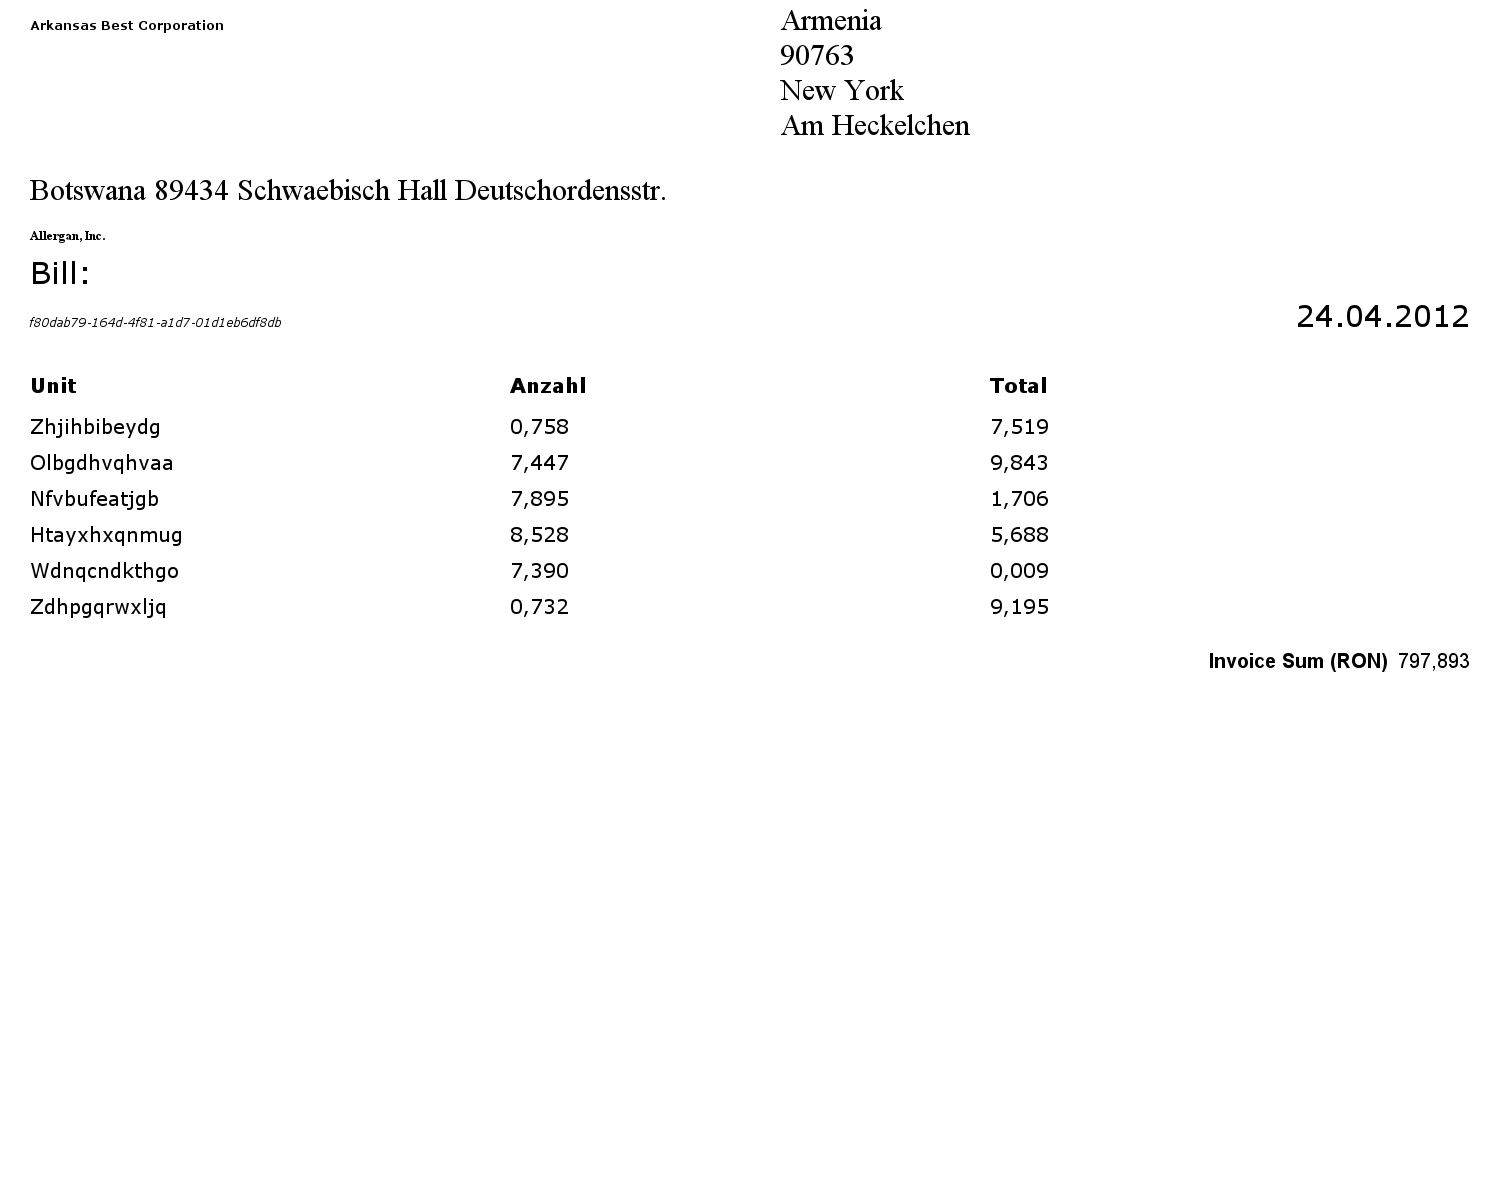 Arkansas Best Corporation
Armenia
90763
New York
Am Heckelchen
Botswana 89434 Schwaebisch Hall Deutschordensstr.
Allergan, Inc.
Bill:
f80dab79-164d-4f81-a1d7-01d1eb6df8db
24.04.2012
Unit Anzahl Total
Zhjihbibeydg 0,758 7,519
Olbgdhvqhvaa 7,447 9,843
Nfvbufeatjgb 7,895 1,706
Htayxhxqnmug 8,528 5,688
Wdnqcndkthgo 7,390 0,009
Zdhpgqrwxljq 0,732 9,195
Invoice Sum (RON) 797,893